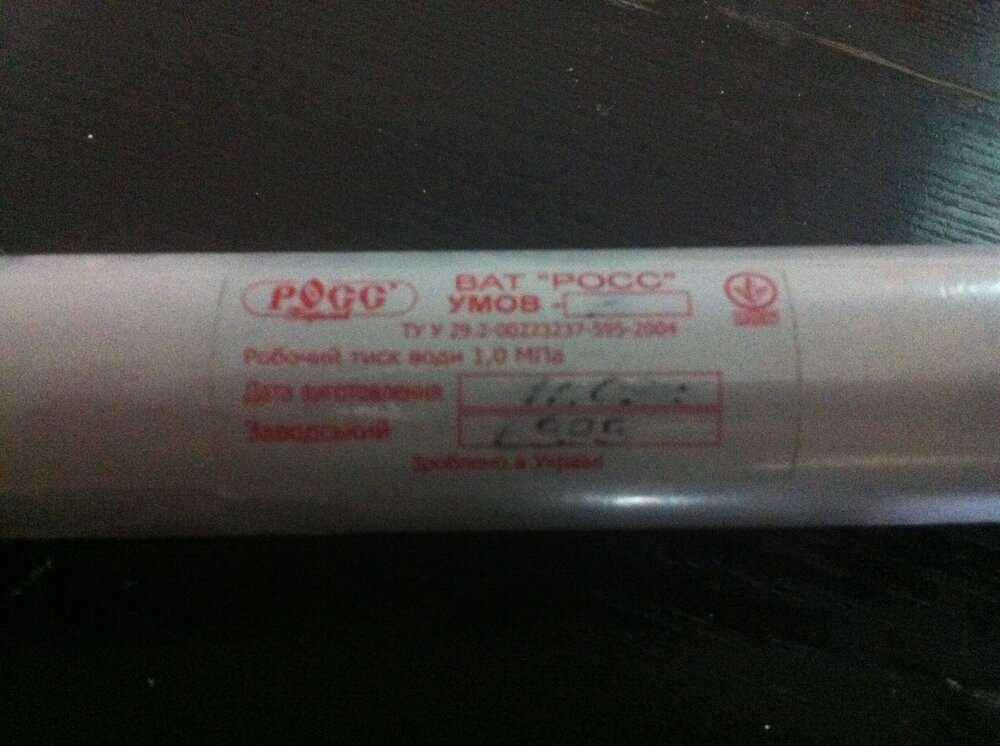 РОСС
ВАТ "РОСС"
УМОВ -
ТУ У 29.2-00221237-595-2004
Робочий тиск води 1,0 МПа
Дата виготовлення
Заводський
Зроблено в Україні